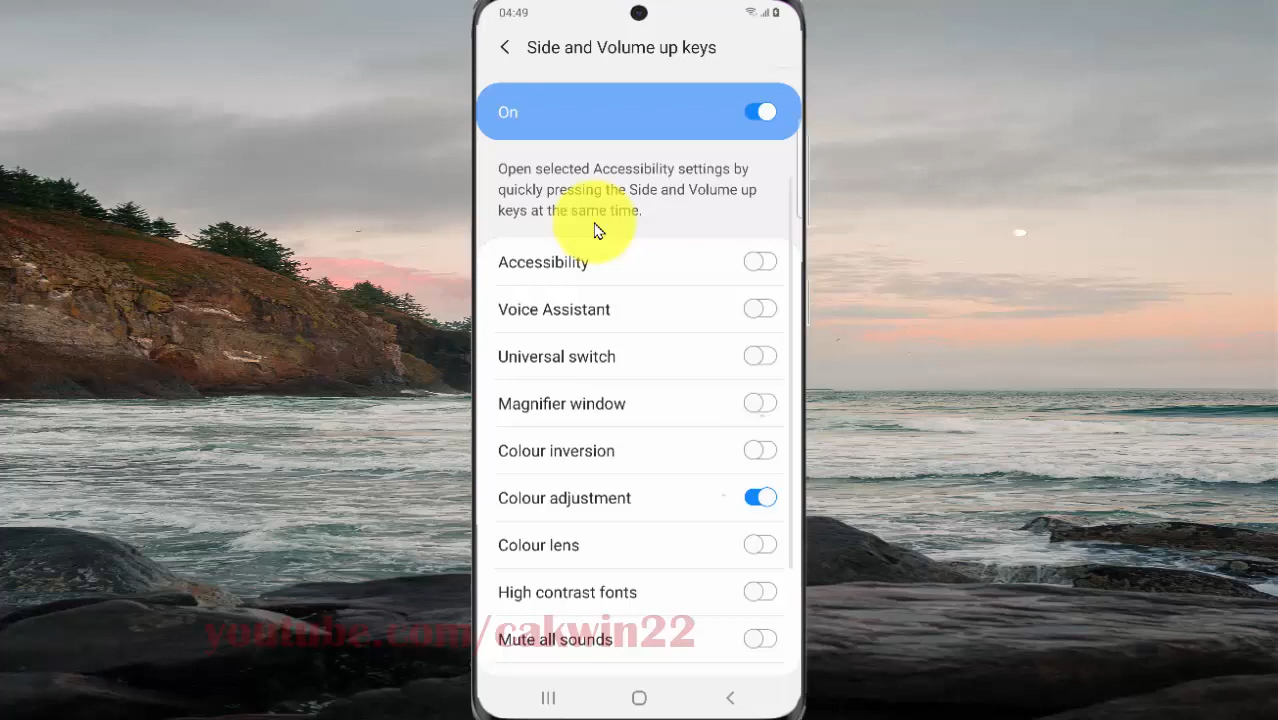 04:49
Side and Volume up keys
On
Open selected Accessibility settings by
quickly pressing the Side and Volume up
keys at the same time.
Accessibility
Voice Assistant
Universal switch
Magnifier window
Colour inversion
Colour adjustment
Colour lens
High contrast fonts
youtube.com/cakwin22
Mute all sounds